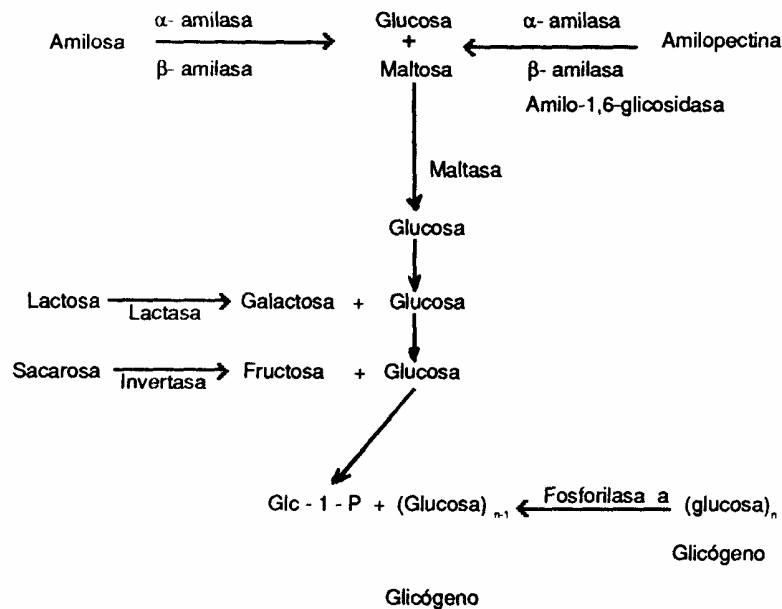 Amilosa α- amilasa Glucosa α- amilasa Amilopectina
+
β- amilasa Maltosa β- amilasa
Amilo-1,6-glicosidasa
Maltasa
Glucosa
Lactosa Lactasa Galactosa + Glucosa
Sacarosa Invertasa Fructosa + Glucosa
Glc - 1 - P + (Glucosa) n-1 Fosforilasa a (glucosa)n
Glicógeno
Glicógeno